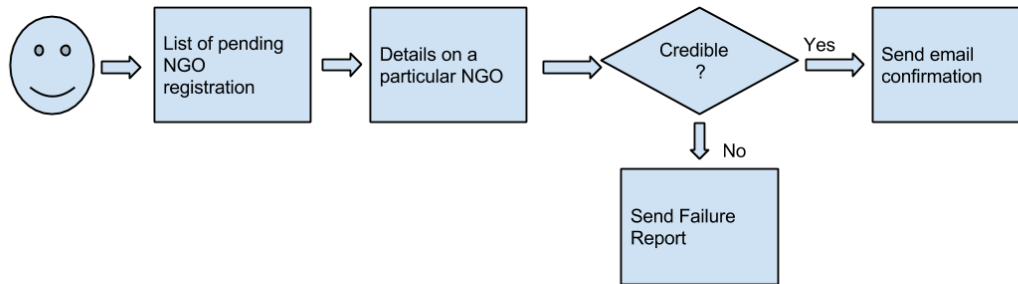 List of pending
NGO
registration
Details on a
particular NGO
Credible
?
Yes
Send email
confirmation
No
Send Failure
Report